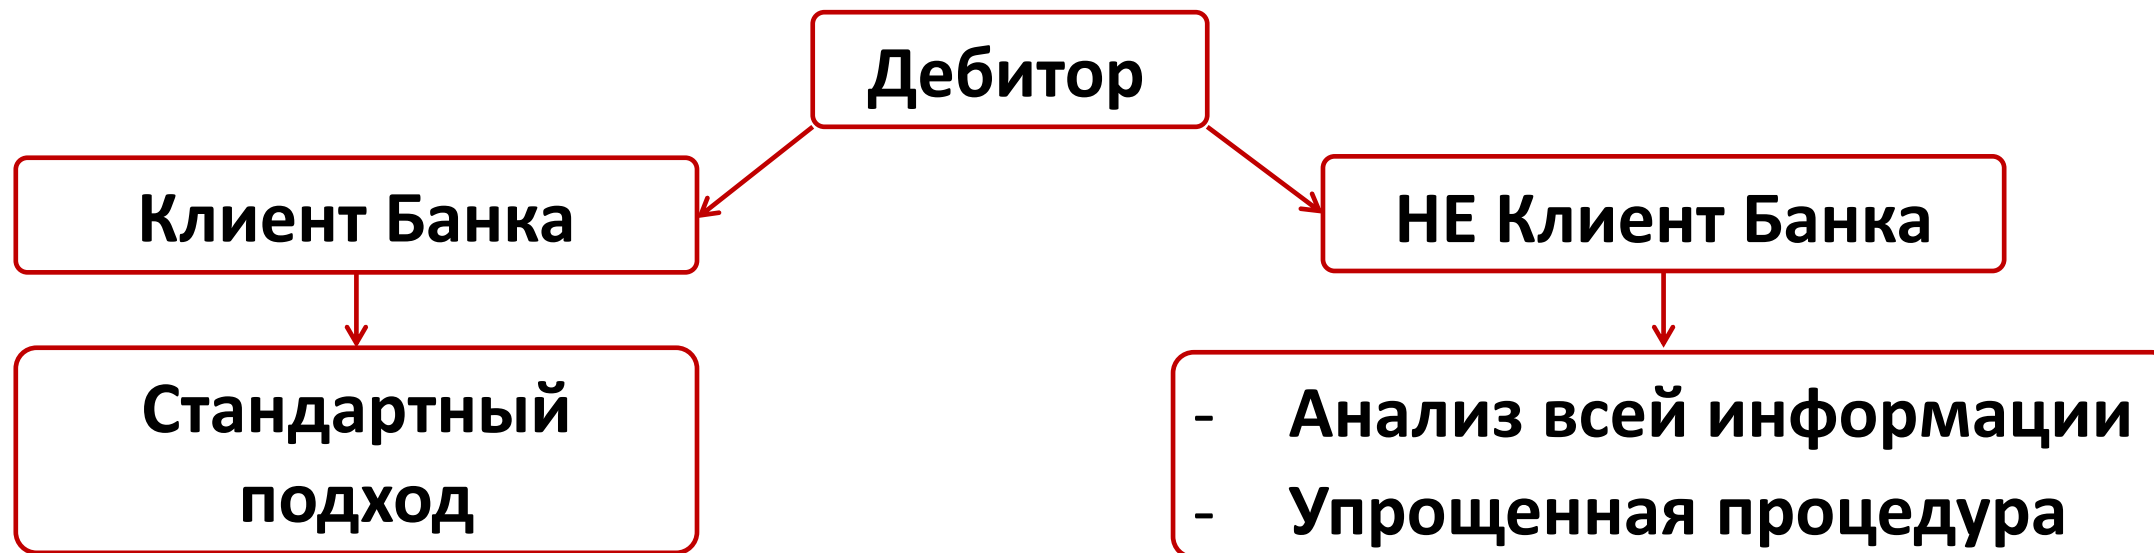 Дебитор
Клиент Банка
НЕ Клиент Банка
Стандартный
подход
- Анализ всей информации
- Упрощенная процедура